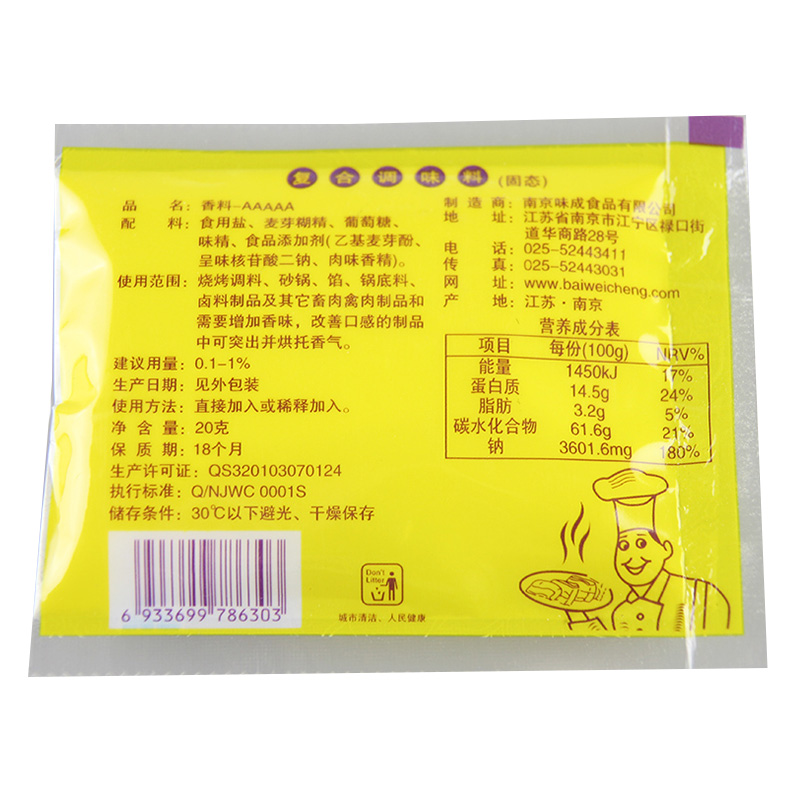 复合调味料(固态)
品　　名：香料-AAAAA
配　　料：食用盐、麦芽糊精、葡萄糖、
味精、食品添加剂(乙基麦芽酚、
呈味核苷酸二钠、肉味香精)。
使用范围：烧烤调料、砂锅、馅、锅底料、
卤料制品及其它畜肉禽肉制品和
需要增加香味，改善口感的制品
中可突出并烘托香气。
建议用量：0.1-1%
生产日期：见外包装
使用方法：直接加入或稀释加入。
净 含 量：20克
保 质 期：18个月
生产许可证：QS320103070124
执行标准：Q/NJWC 0001S
储存条件：30℃以下避光、干燥保存
制 造 商：南京味成食品有限公司
地　　址：江苏省南京市江宁区禄口街
道华商路28号
电　　话：025-52443411
传　　真：025-52443031
网　　址：www.baiweicheng.com
产　　地：江苏·南京
营养成分表
项目 每份(100g) NRV%
能量 1450kJ 17%
蛋白质 14.5g 24%
脂肪 3.2g 5%
碳水化合物 61.6g 21%
钠 3601.6mg 180%
6 933699 786303
Don't
Litter
城市清洁、人民健康